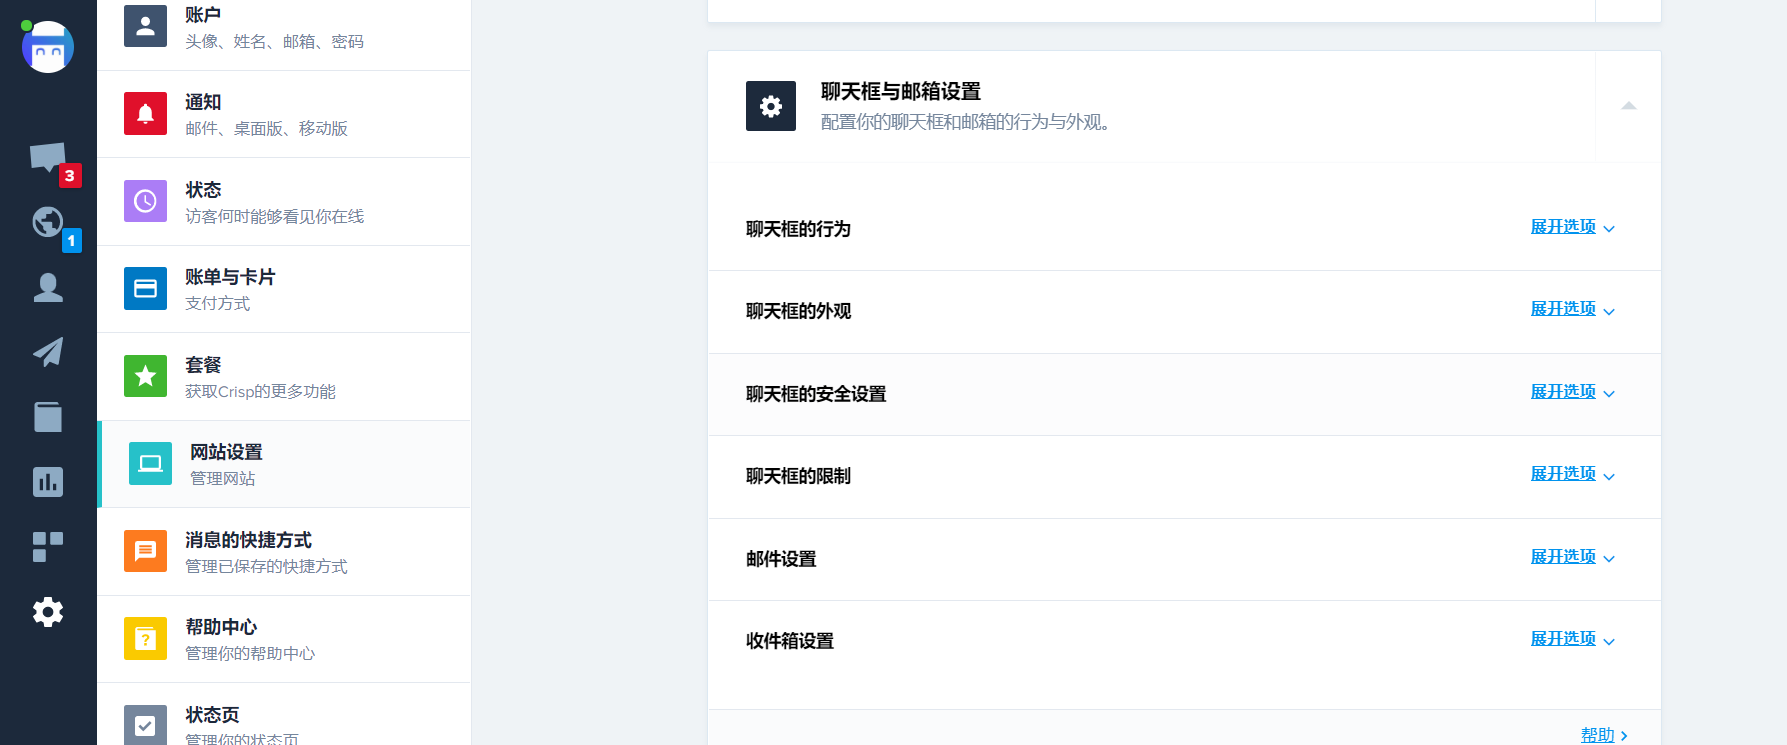 账户
头像、姓名、邮箱、密码
通知
邮件、桌面版、移动版
状态
访客何时能够看见你在线
账单与卡片
支付方式
套餐
获取Crisp的更多功能
网站设置
管理网站
消息的快捷方式
管理已保存的快捷方式
帮助中心
管理你的帮助中心
状态页
管理你的状态页
3
1
聊天框与邮箱设置
配置你的聊天框和邮箱的行为与外观。
聊天框的行为
展开选项
聊天框的外观
展开选项
聊天框的安全设置
展开选项
聊天框的限制
展开选项
邮件设置
展开选项
收件箱设置
展开选项
帮助